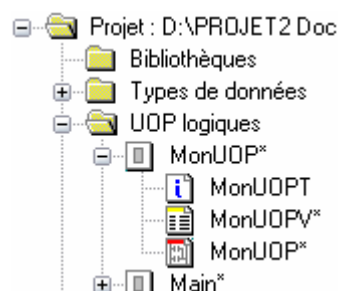 Projet : D:\PROJET2 Doc
Bibliothèques
Types de données
UOP logiques
MonUOP*
MonUOPT
MonUOPV*
MonUOP*
Main*